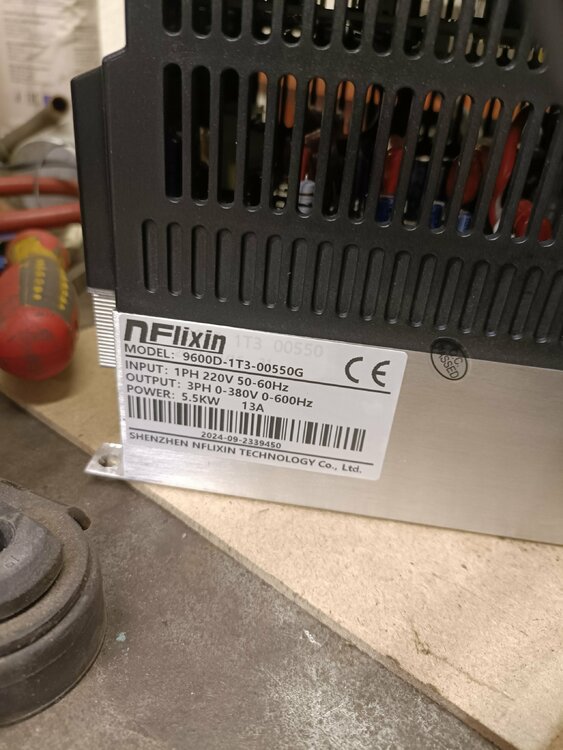 nFlixin
1T3 00550
MODEL: 9600D-1T3-00550G
INPUT: 1PH 220V 50-60Hz
OUTPUT: 3PH 0-380V 0-600Hz
POWER: 5.5KW 13A
CE
2024-09-2339450
SHENZHEN NFLIXIN TECHNOLOGY Co., Ltd.